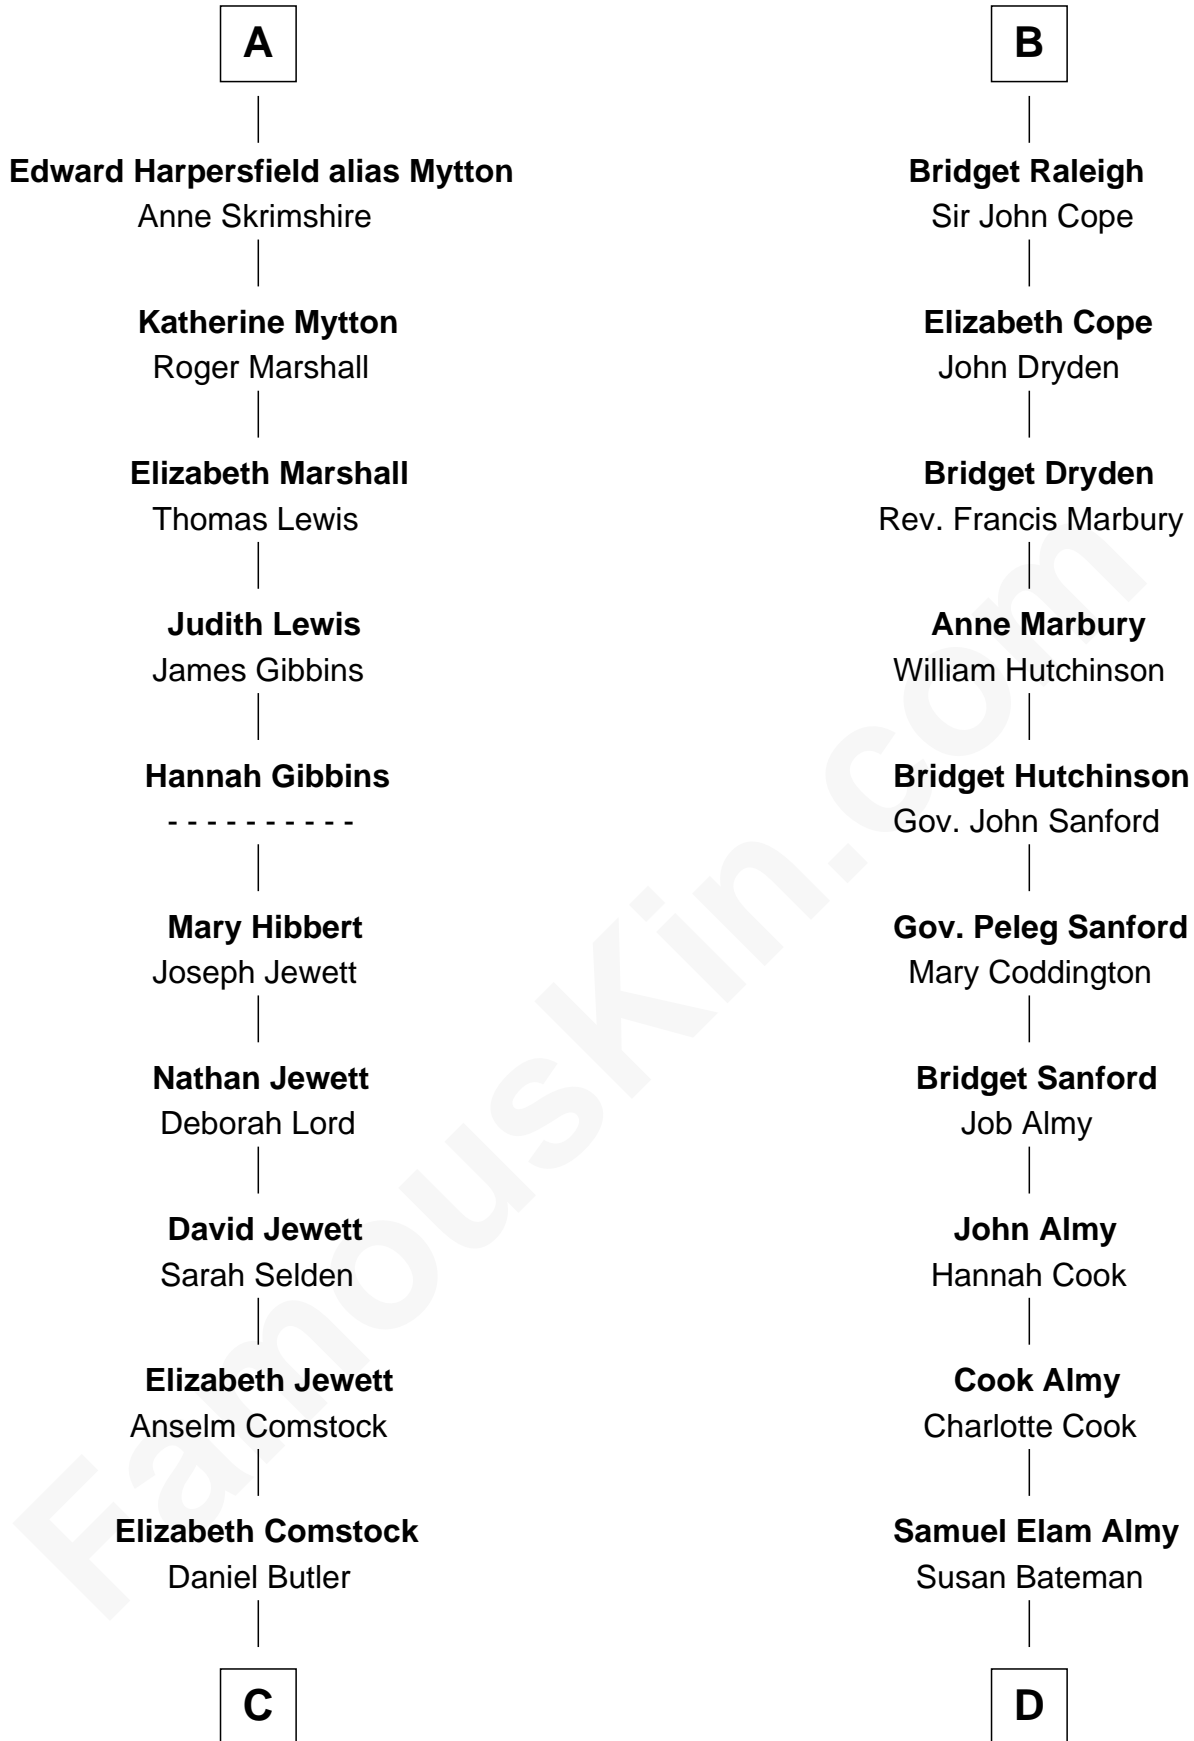 A
Edward Harpersfield alias Mytton
Anne Skrimshire
Katherine Mytton
Roger Marshall
Elizabeth Marshall
Thomas Lewis
Judith Lewis
James Gibbins
Hannah Gibbins
- - - - - - - - - -
Mary Hibbert
Joseph Jewett
Nathan Jewett
Deborah Lord
David Jewett
Sarah Selden
Elizabeth Jewett
Anselm Comstock
Elizabeth Comstock
Daniel Butler
C
B
Bridget Raleigh
Sir John Cope
Elizabeth Cope
John Dryden
Bridget Dryden
Rev. Francis Marbury
Anne Marbury
William Hutchinson
Bridget Hutchinson
Gov. John Sanford
Gov. Peleg Sanford
Mary Coddington
Bridget Sanford
Job Almy
John Almy
Hannah Cook
Cook Almy
Charlotte Cook
Samuel Elam Almy
Susan Bateman
D
FamousKin.com